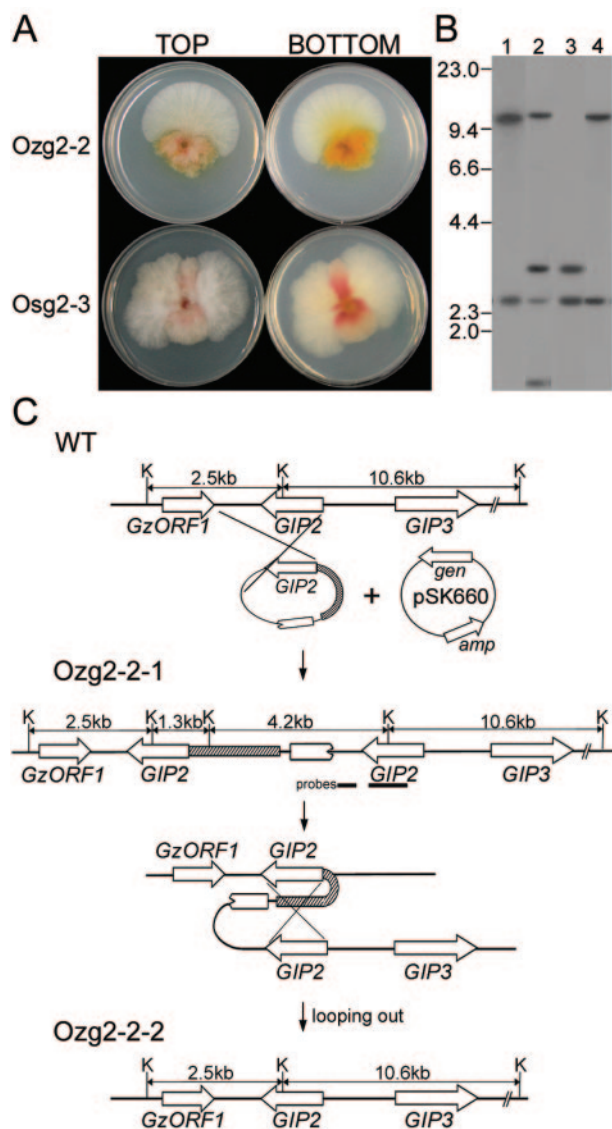 A
TOP BOTTOM
Ozg2-2
Osg2-3
B
1 2 3 4
23.0
9.4
6.6
4.4
2.3
2.0
C
WT
K K K
2.5kb 10.6kb
GzORF1 GIP2 GIP3
GIP2
+
gen
pSK660
amp
Ozg2-2-1
K K K K K
2.5kb 1.3kb 4.2kb 10.6kb
GzORF1 GIP2 GIP2 GIP3
probes
GzORF1 GIP2
GIP2 GIP3
looping out
Ozg2-2-2
K K K
2.5kb 10.6kb
GzORF1 GIP2 GIP3